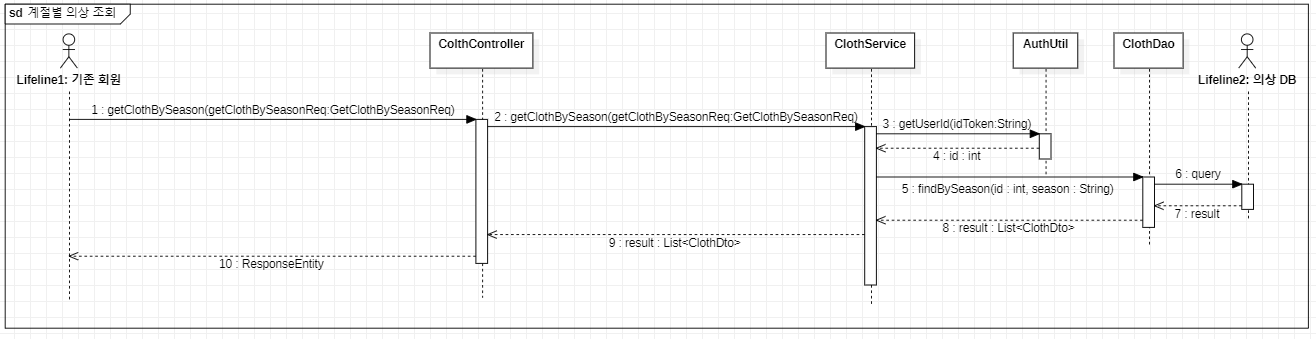 sd 계절별 의상 조회
Lifeline1: 기존 회원
ColthController
ClothService
AuthUtil
ClothDao
Lifeline2: 의상 DB
1 : getClothBySeason(getClothBySeasonReq:GetClothBySeasonReq)
2 : getClothBySeason(getClothBySeasonReq:GetClothBySeasonReq)
3 : getUserId(idToken:String)
4 : id : int
5 : findBySeason(id : int, season : String)
6 : query
7 : result
8 : result : List<ClothDto>
9 : result : List<ClothDto>
10 : ResponseEntity